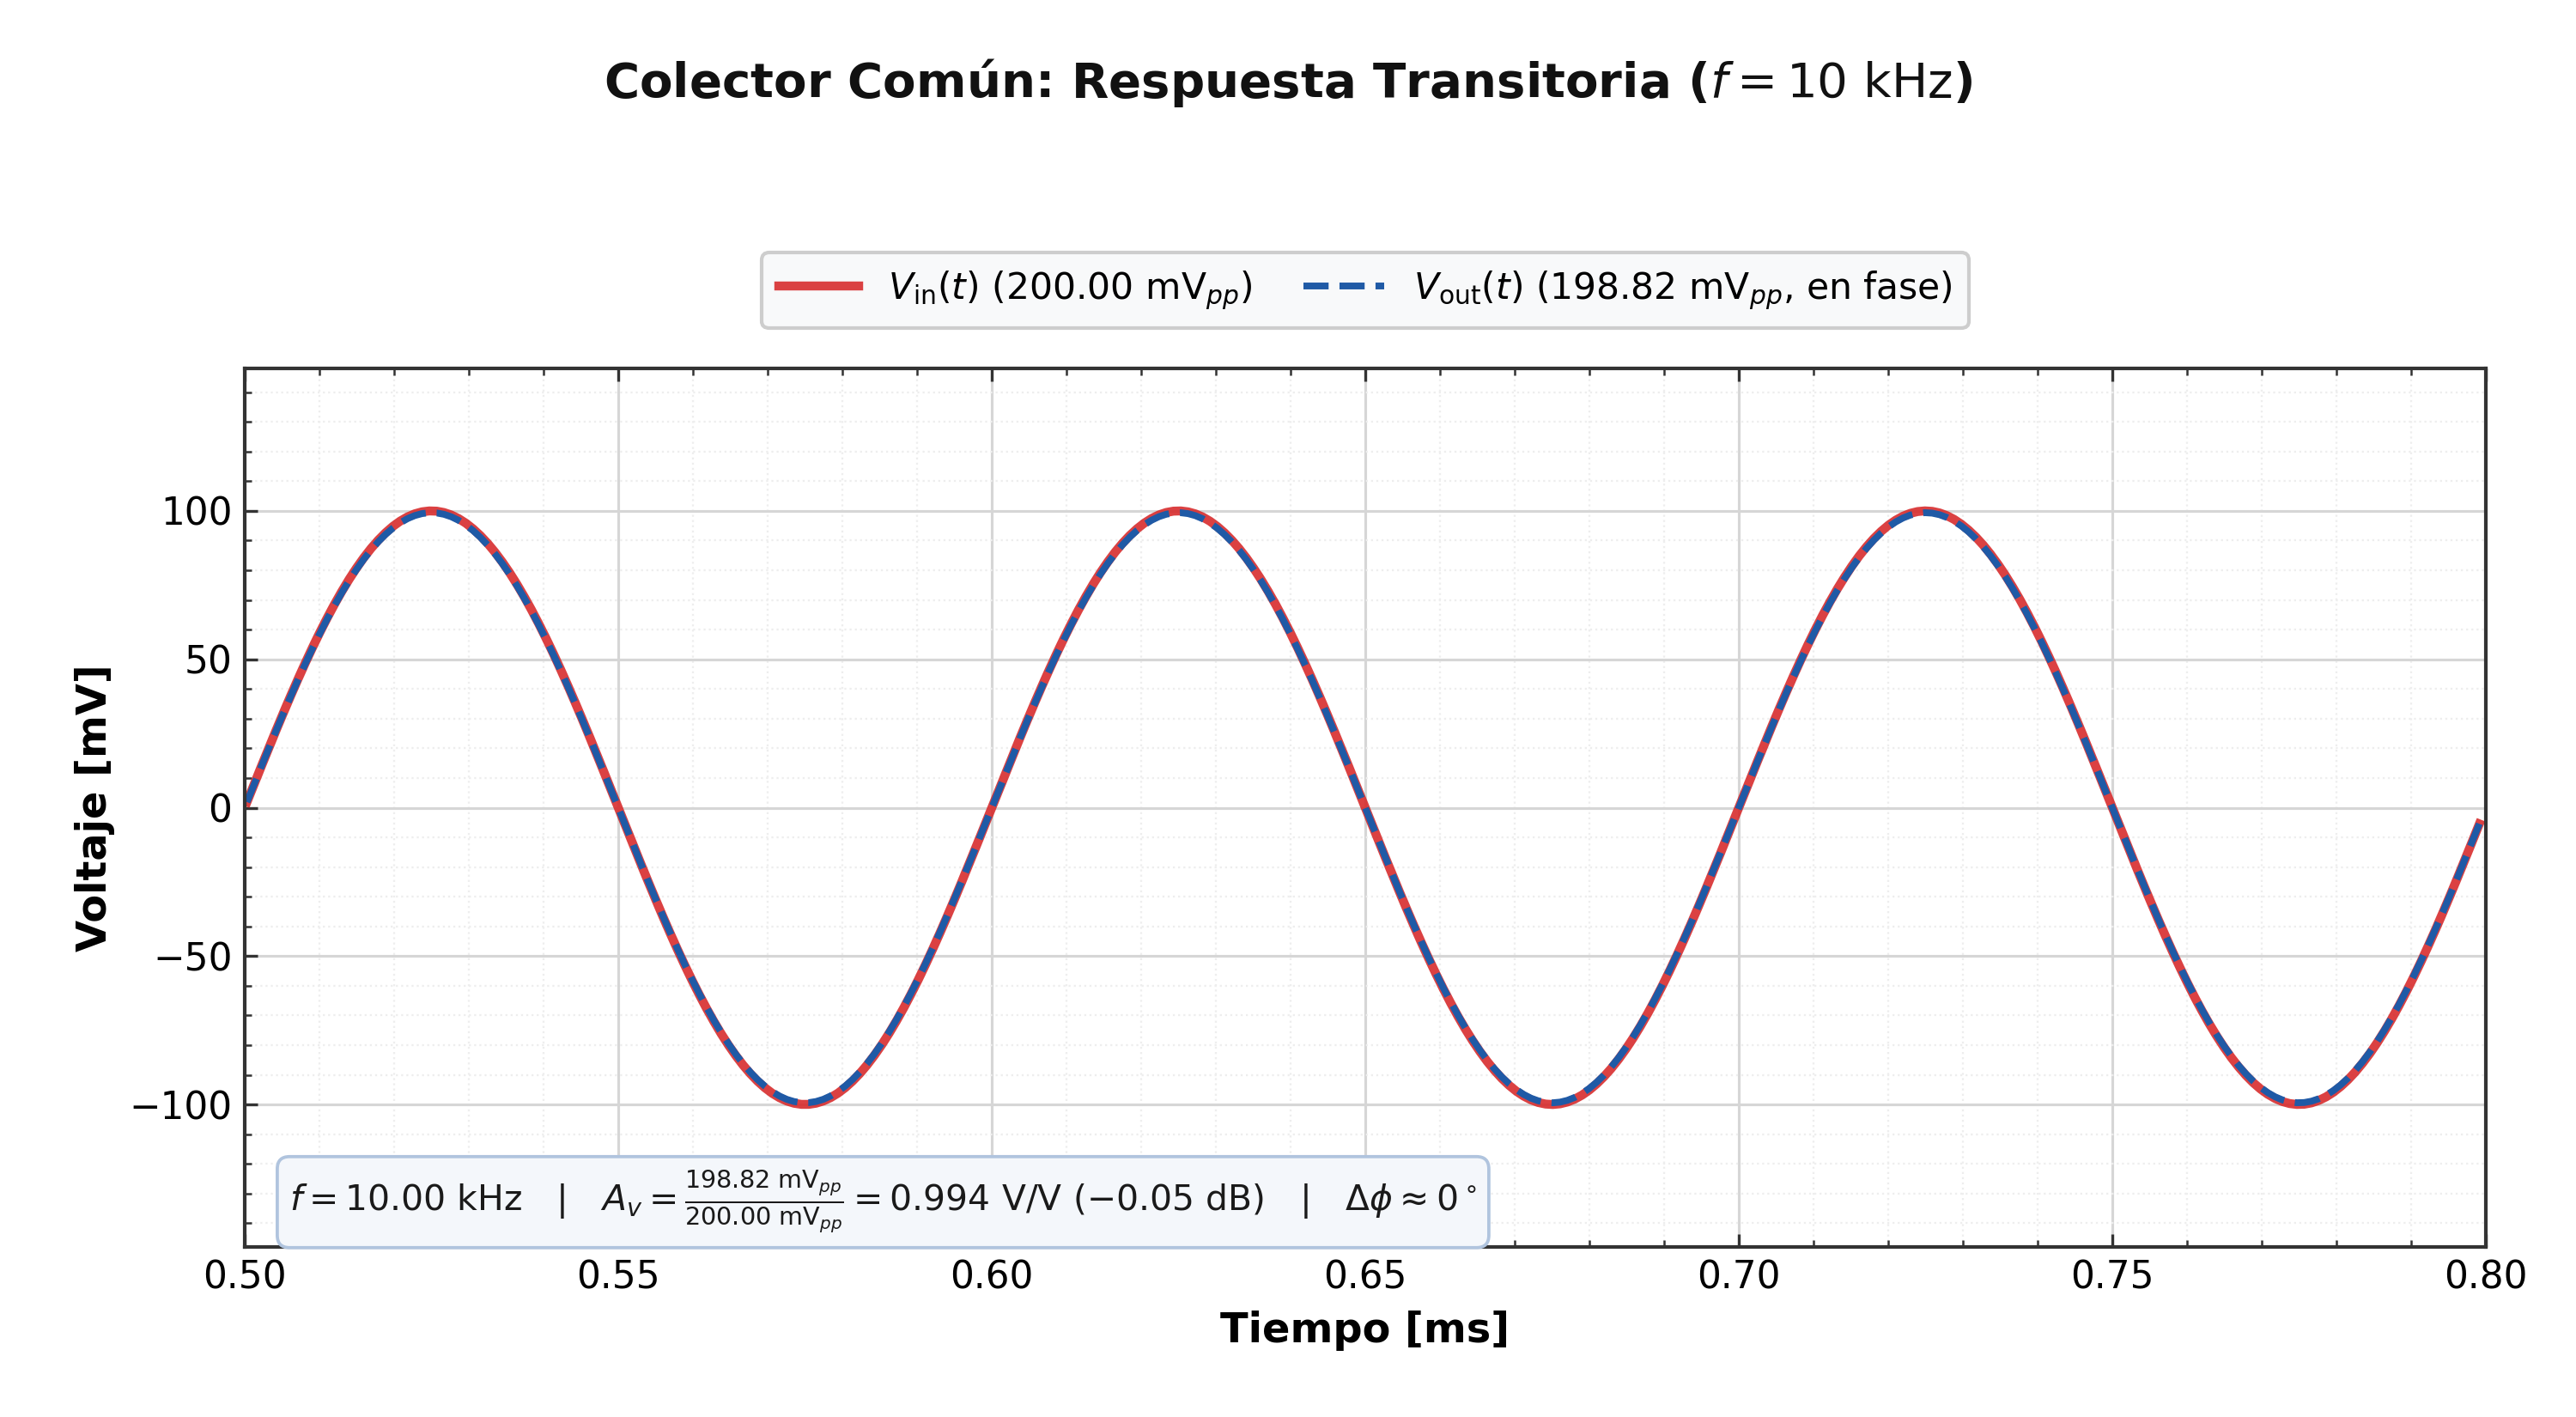 Colector Común: Respuesta Transitoria (f = 10 kHz)
V_in(t) (200.00 mV_pp)   V_out(t) (198.82 mV_pp, en fase)
Voltaje [mV]
100
50
0
−50
−100
f = 10.00 kHz | A_v = 198.82 mV_pp / 200.00 mV_pp = 0.994 V/V (−0.05 dB) | Δϕ ≈ 0°
0.50 0.55 0.60 0.65 0.70 0.75 0.80
Tiempo [ms]